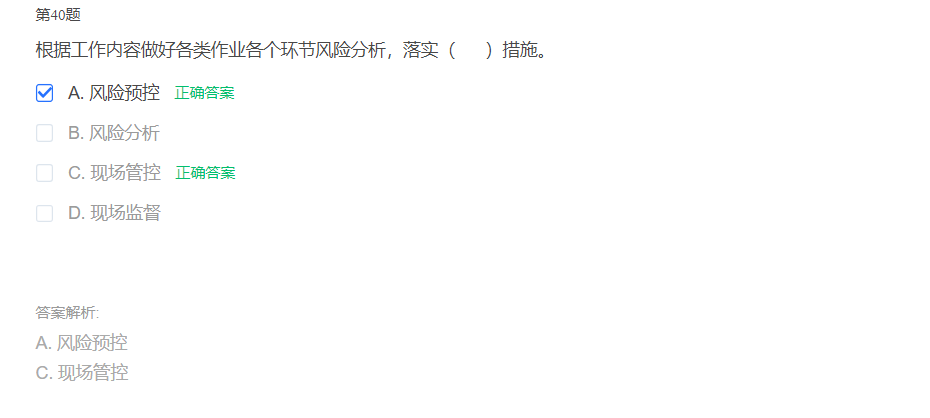 第40题
根据工作内容做好各类作业各个环节风险分析，落实（　　）措施。
A. 风险预控 正确答案
B. 风险分析
C. 现场管控 正确答案
D. 现场监督
答案解析:
A. 风险预控
C. 现场管控